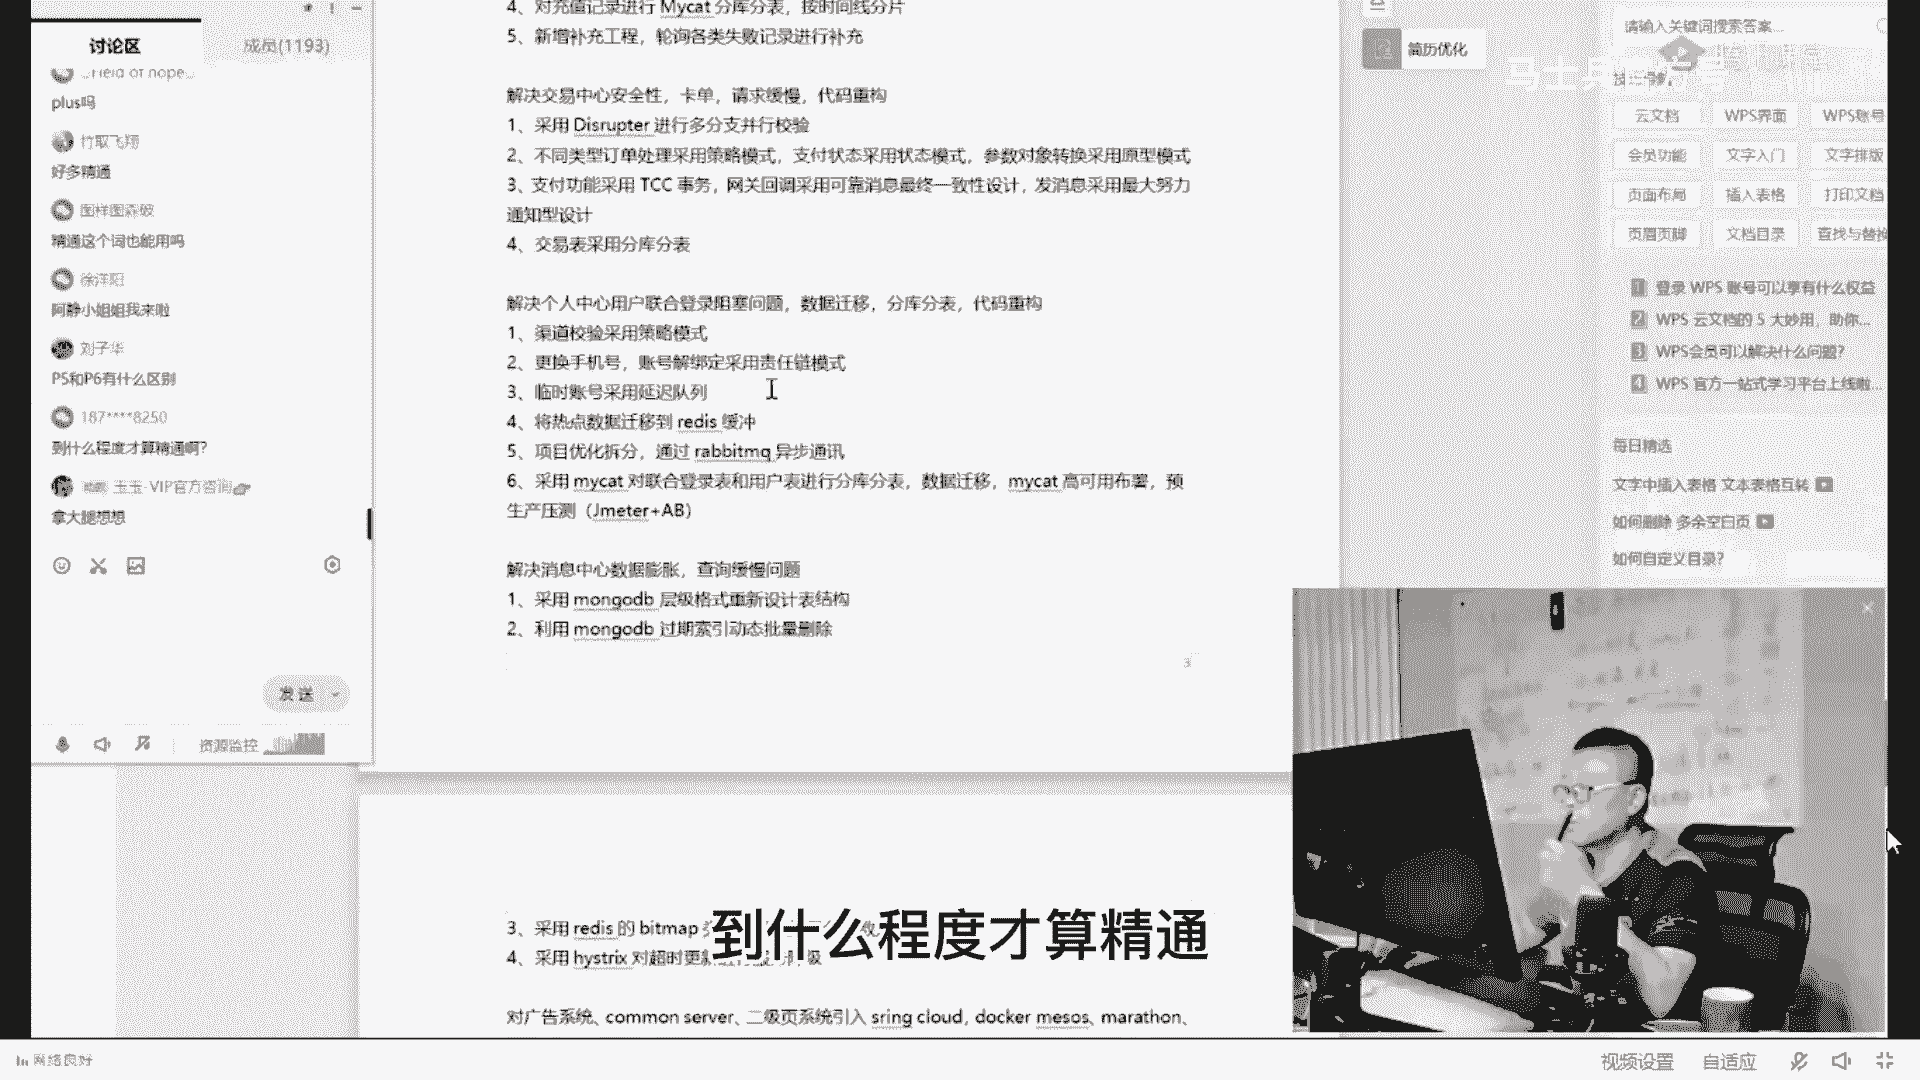 讨论区
成员(1193)
plus吗
竹取飞翔
好多精通
图样图森破
精通这个词也能用吗
徐洋阳
阿静小姐姐我来啦
刘子华
P5和P6有什么区别
187****8250
到什么程度才算精通啊?
玉玉-VIP官方咨询
拿大腿想想
发送
资源监控
网络良好
4、对充值记录进行 Mycat 分库分表，按时间线分片
5、新增补充工程，轮询各类失败记录进行补充
解决交易中心安全性，卡单，请求缓慢，代码重构
1、采用 Disrupter 进行多分支并行校验
2、不同类型订单处理采用策略模式，支付状态采用状态模式，参数对象转换采用原型模式
3、支付功能采用 TCC 事务，网关回调采用可靠消息最终一致性设计，发消息采用最大努力
通知型设计
4、交易表采用分库分表
解决个人中心用户联合登录阻塞问题，数据迁移，分库分表，代码重构
1、渠道校验采用策略模式
2、更换手机号，账号解绑定采用责任链模式
3、临时账号采用延迟队列
4、将热点数据迁移到 redis 缓冲
5、项目优化拆分，通过 rabbitmq 异步通讯
6、采用 mycat 对联合登录表和用户表进行分库分表，数据迁移，mycat 高可用布署，预
生产压测（Jmeter+AB）
解决消息中心数据膨胀，查询缓慢问题
1、采用 mongodb 层级格式重新设计表结构
2、利用 mongodb 过期索引动态批量删除
3
3、采用 redis 的 bitmap
4、采用 hystrix 对超时更
对广告系统、common server、二级页系统引入 sring cloud，docker mesos、marathon、
到什么程度才算精通
简历优化
请输入关键词搜索答案...
云文档
WPS界面
WPS账号
会员功能
文字入门
文字排版
页面布局
插入表格
打印文档
页眉页脚
文档目录
查找与替换
1 登录 WPS 账号可以享有什么权益
2 WPS 云文档的 5 大妙用，助你...
3 WPS会员可以解决什么问题?
4 WPS 官方一站式学习平台上线啦...
每日精选
文字中插入表格 文本表格互转
如何删除 多余空白页
如何自定义目录?
视频设置
自适应